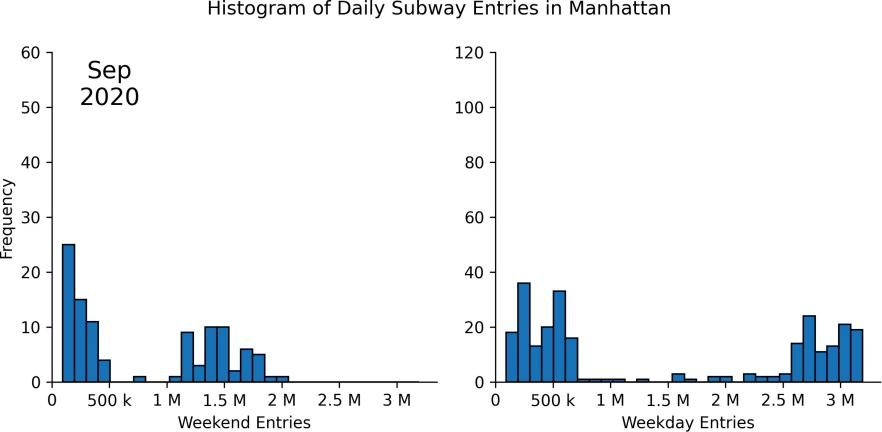 Histogram of Daily Subway Entries in Manhattan
Sep
2020
Frequency
60
50
40
30
20
10
0
0 500 k 1 M 1.5 M 2 M 2.5 M 3 M
Weekend Entries
120
100
80
60
40
20
0
0 500 k 1 M 1.5 M 2 M 2.5 M 3 M
Weekday Entries